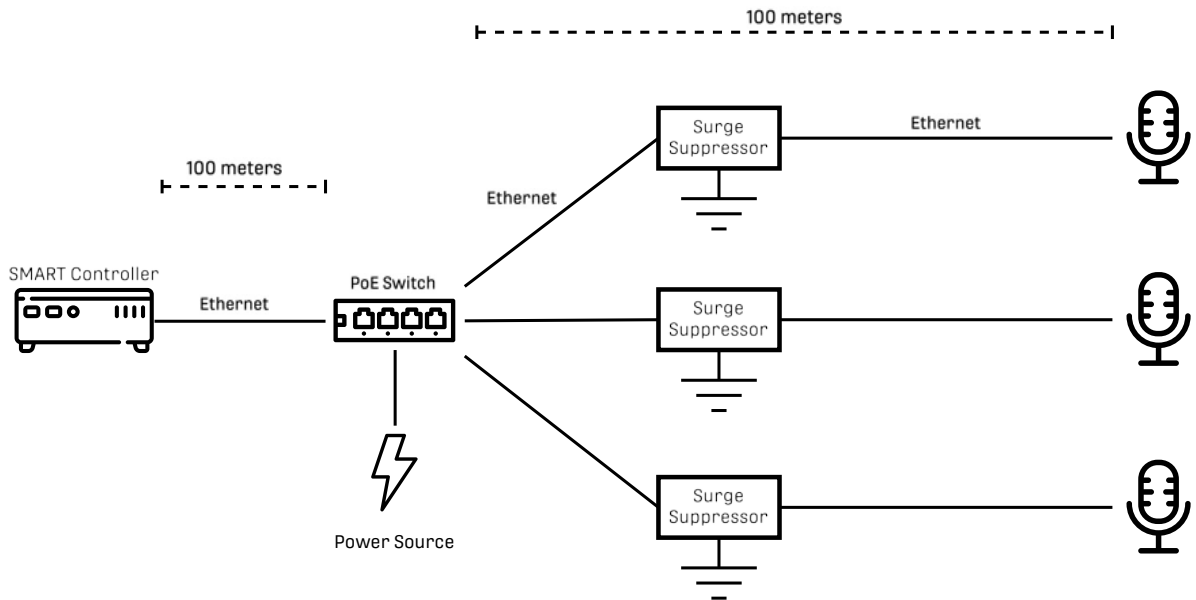 100 meters
Surge
Suppressor
Ethernet
100 meters
Ethernet
SMART Controller
Ethernet
PoE Switch
Surge
Suppressor
Surge
Suppressor
Power Source